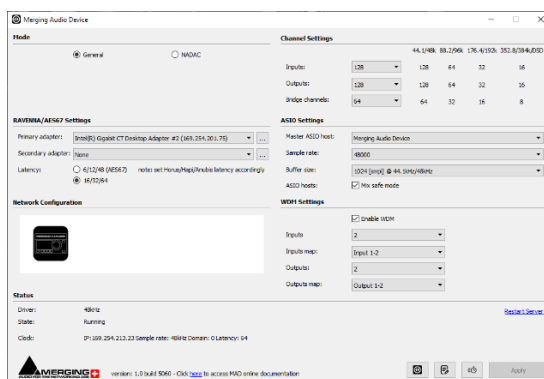 Merging Audio Device
Mode
General
NADAC
RAVENNA/AES67 Settings
Primary adapter: Intel(R) Gigabit CT Desktop Adapter #2 (169.254.201.75) ...
Secondary adapter: None ...
Latency: 6/12/48 (AES67) note: set Horus/Hapi/Anubis latency accordingly
16/32/64
Network Configuration
Channel Settings
44.1/48k 88.2/96k 176.4/192k 352.8/384k/DSD
Inputs: 128 128 64 32 16
Outputs: 128 128 64 32 16
Bridge channels: 64 64 32 16 8
ASIO Settings
Master ASIO host: Merging Audio Device
Sample rate: 48000
Buffer size: 1024 [smpl] @ 44.1kHz/48kHz
ASIO hosts: Mix safe mode
WDM Settings
Enable WDM
Inputs 2
Inputs map: Input 1-2
Outputs: 2
Outputs map: Output 1-2
Status
Driver: 48kHz
State: Running
Clock: IP:169.254.213.23 Sample rate: 48kHz Domain: 0 Latency: 64
Restart Server
MERGING
version: 1.0 build 5060 - Click here to access MAD online documentation
Apply